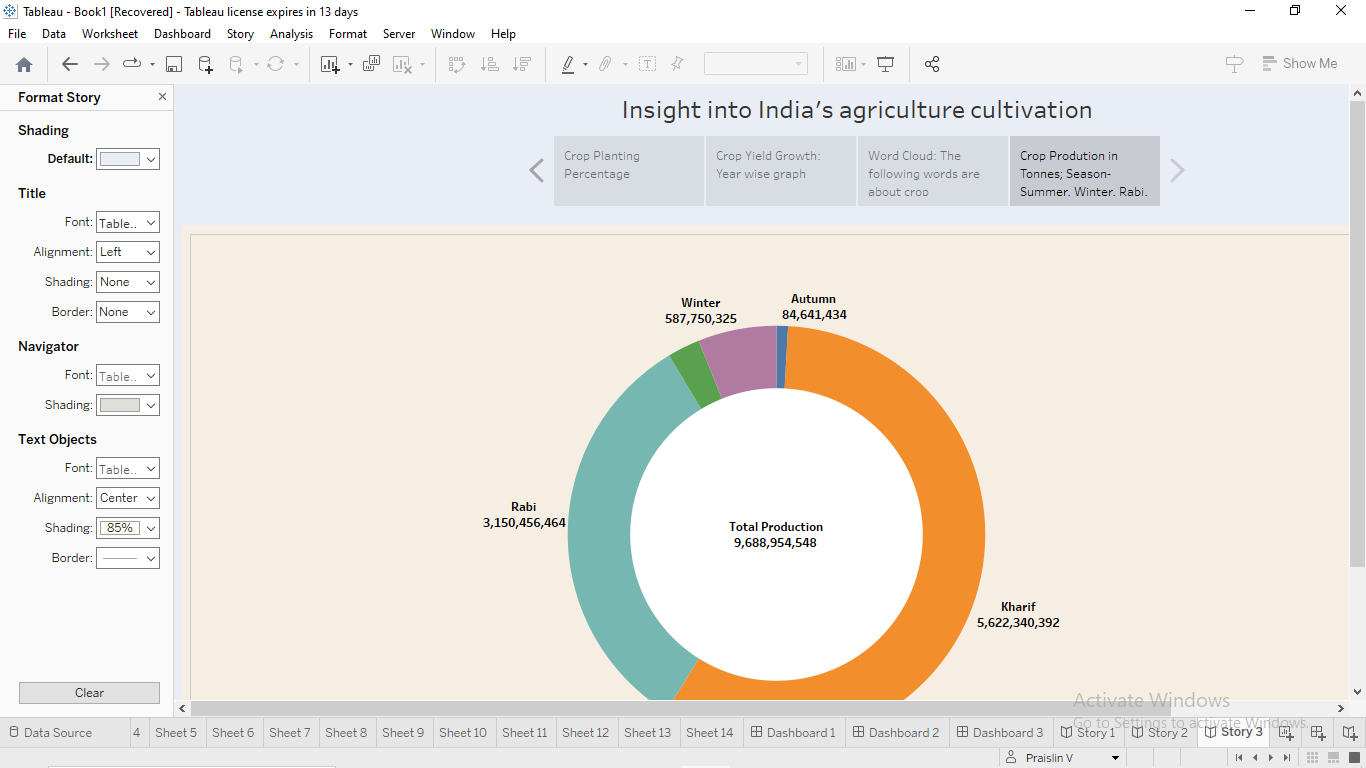 Tableau - Book1 [Recovered] - Tableau license expires in 13 days
File Data Worksheet Dashboard Story Analysis Format Server Window Help
Show Me
Format Story
Shading
Default:
Title
Font: Table..
Alignment: Left
Shading: None
Border: None
Navigator
Font: Table..
Shading:
Text Objects
Font: Table..
Alignment: Center
Shading: 85%
Border:
Clear
Insight into India's agriculture cultivation
Crop Planting
Percentage
Crop Yield Growth:
Year wise graph
Word Cloud: The
following words are
about crop
Crop Prodution in
Tonnes; Season-
Summer, Winter, Rabi,
Winter
587,750,325
Autumn
84,641,434
Rabi
3,150,456,464
Total Production
9,688,954,548
Kharif
5,622,340,392
Activate Windows
Go to Settings to activate Windows.
Data Source 4 Sheet 5 Sheet 6 Sheet 7 Sheet 8 Sheet 9 Sheet 10 Sheet 11 Sheet 12 Sheet 13 Sheet 14 Dashboard 1 Dashboard 2 Dashboard 3 Story 1 Story 2 Story 3
Praislin V